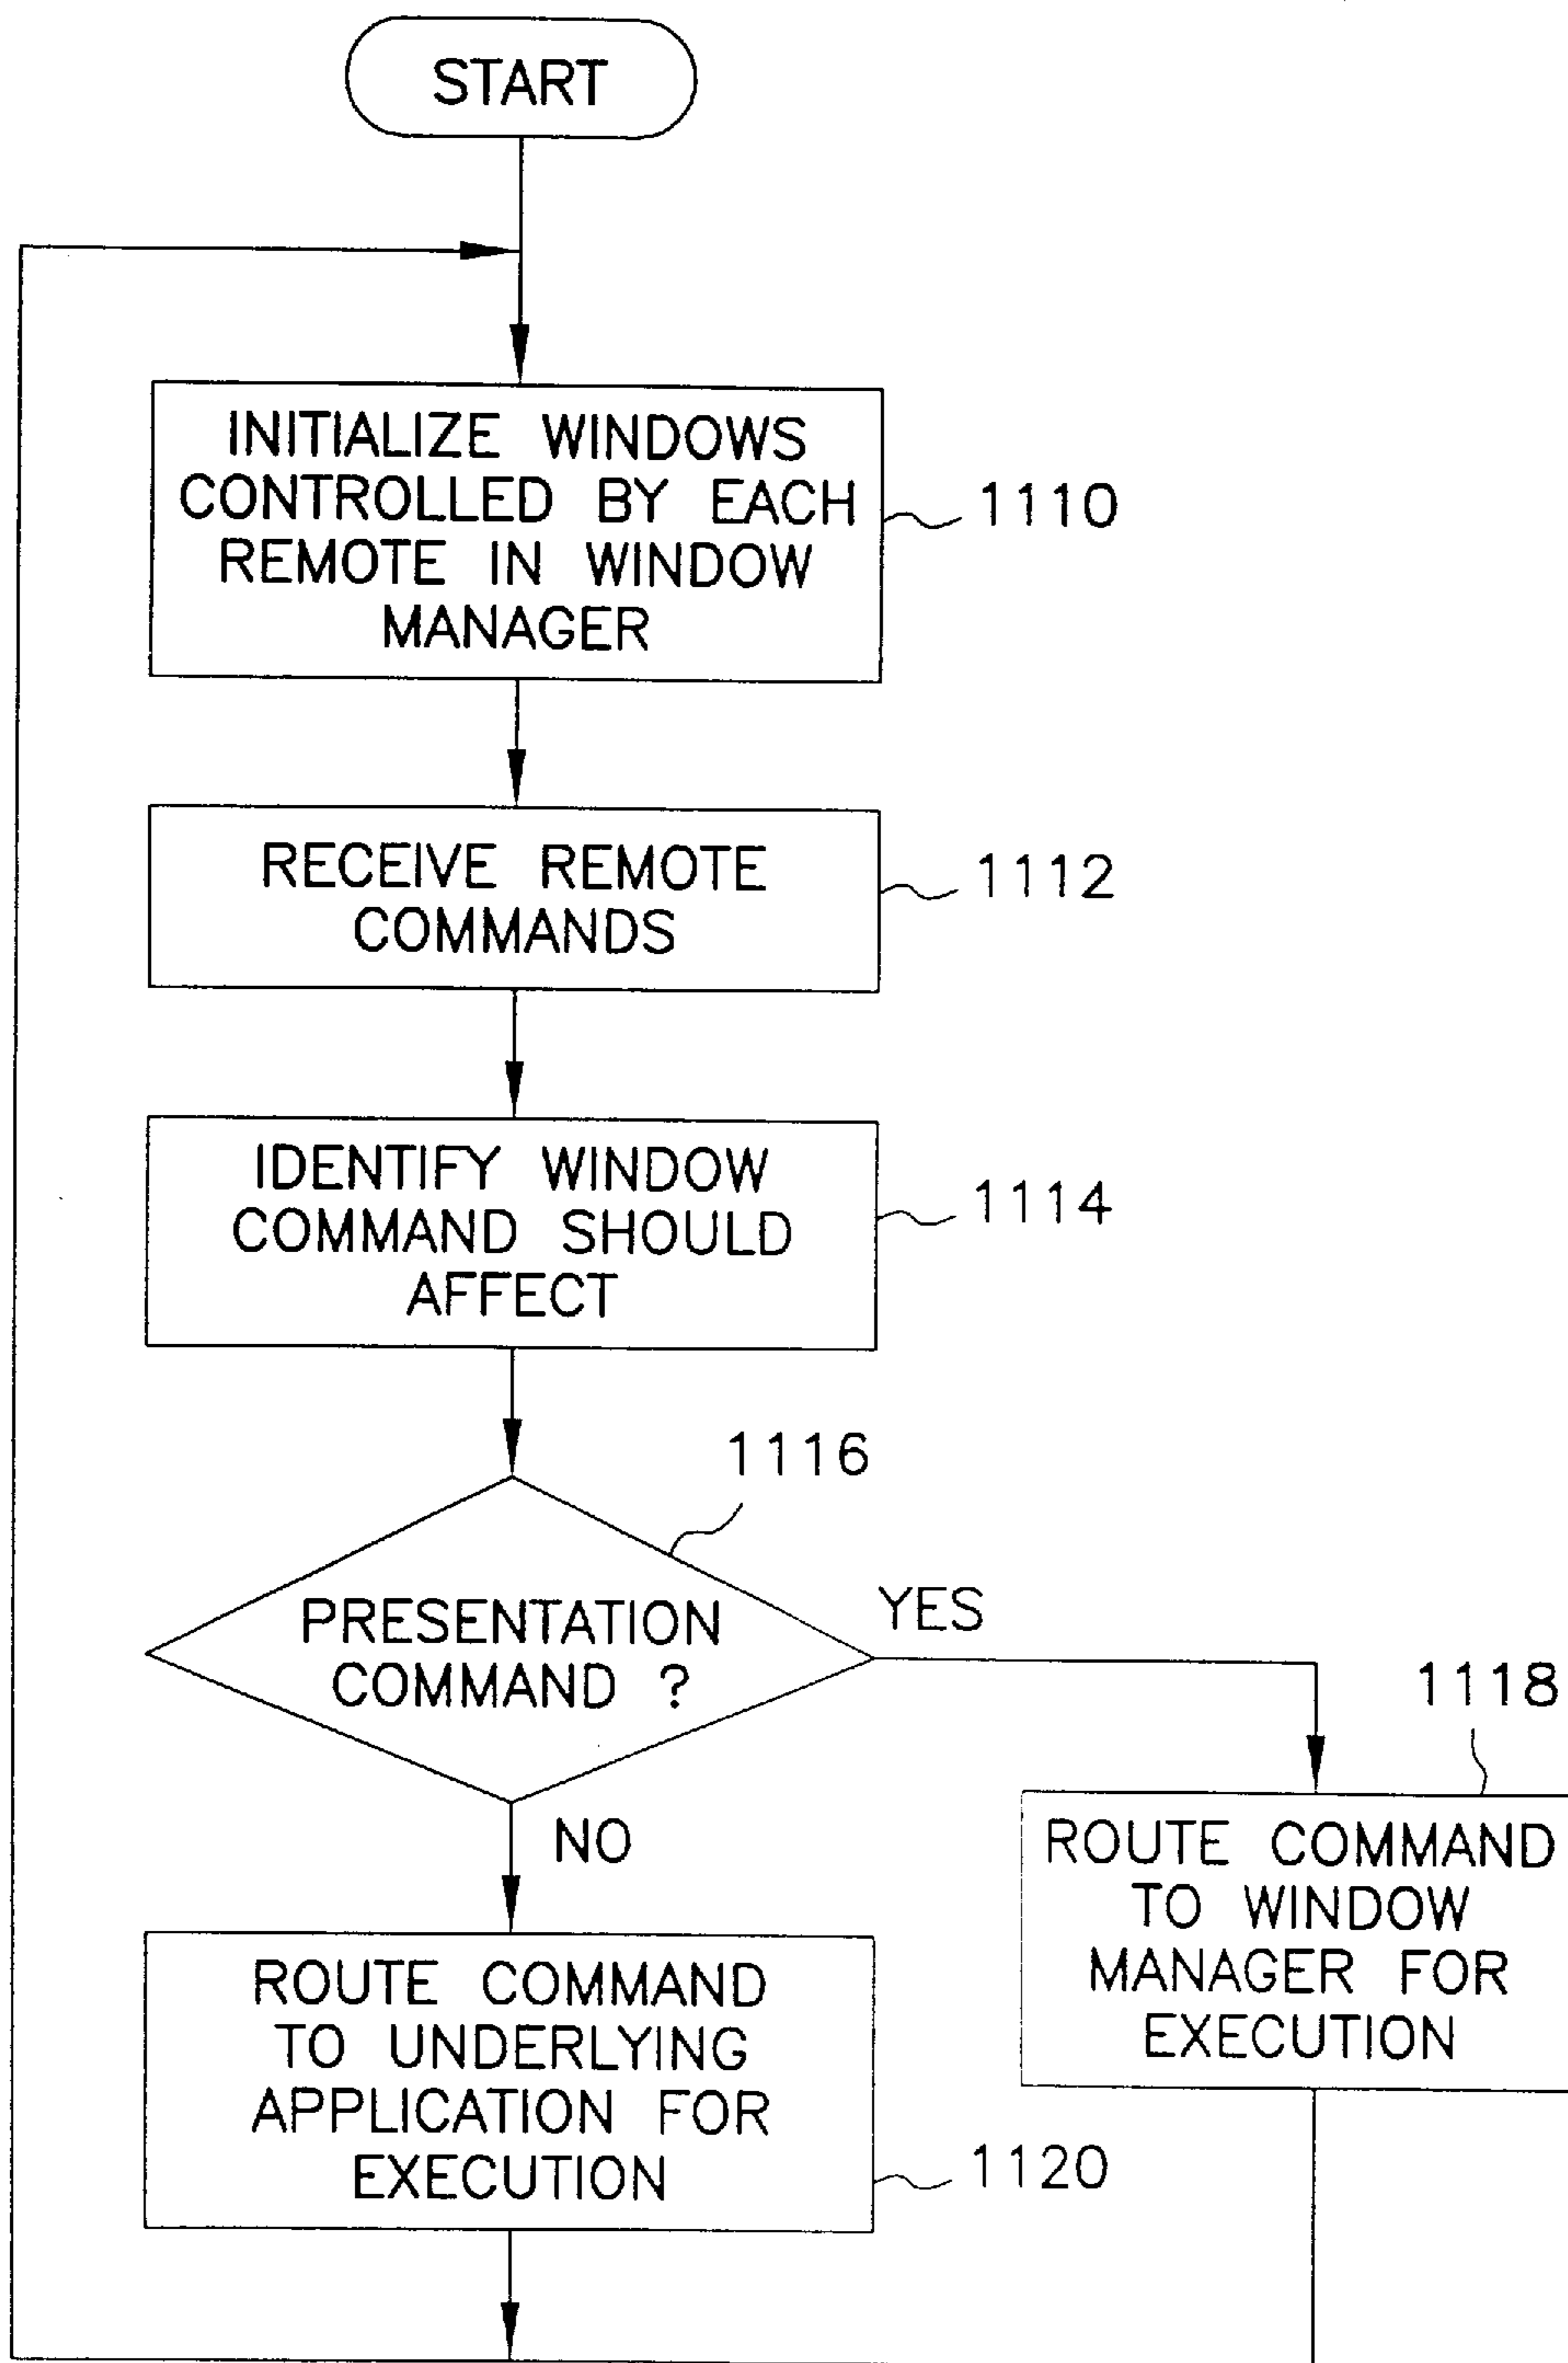 START
INITIALIZE WINDOWS
CONTROLLED BY EACH
REMOTE IN WINDOW
MANAGER
1110
RECEIVE REMOTE
COMMANDS
1112
IDENTIFY WINDOW
COMMAND SHOULD
AFFECT
1114
1116
PRESENTATION
COMMAND ?
YES
NO
1118
ROUTE COMMAND
TO WINDOW
MANAGER FOR
EXECUTION
ROUTE COMMAND
TO UNDERLYING
APPLICATION FOR
EXECUTION
1120